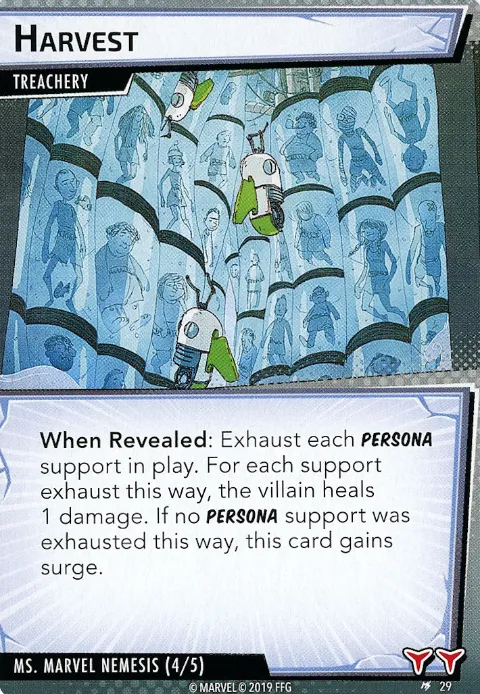 HARVEST
TREACHERY
When Revealed: Exhaust each PERSONA
support in play. For each support
exhaust this way, the villain heals
1 damage. If no PERSONA support was
exhausted this way, this card gains
surge.
MS. MARVEL NEMESIS (4/5)
© MARVEL © 2019 FFG
29